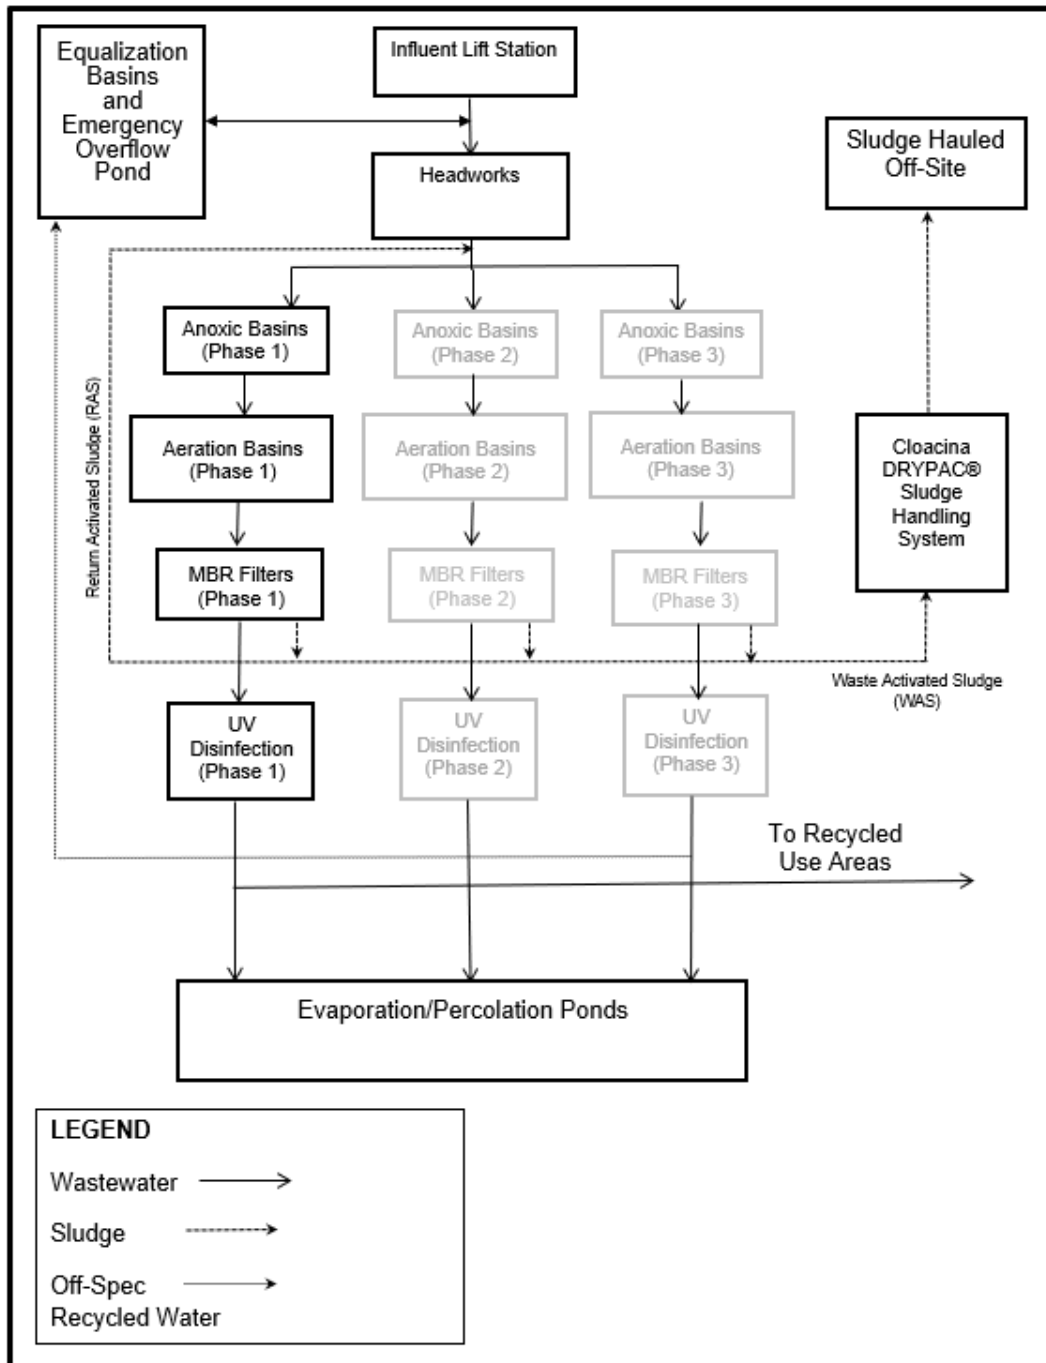 Equalization
Basins
and
Emergency
Overflow
Pond
Influent Lift Station
Headworks
Sludge Hauled
Off-Site
Return Activated Sludge (RAS)
Anoxic Basins
(Phase 1)
Anoxic Basins
(Phase 2)
Anoxic Basins
(Phase 3)
Aeration Basins
(Phase 1)
Aeration Basins
(Phase 2)
Aeration Basins
(Phase 3)
Cloacina
DRYPAC®
Sludge
Handling
System
MBR Filters
(Phase 1)
MBR Filters
(Phase 2)
MBR Filters
(Phase 3)
Waste Activated Sludge
(WAS)
UV
Disinfection
(Phase 1)
UV
Disinfection
(Phase 2)
UV
Disinfection
(Phase 3)
To Recycled
Use Areas
Evaporation/Percolation Ponds
LEGEND
Wastewater
Sludge
Off-Spec
Recycled Water